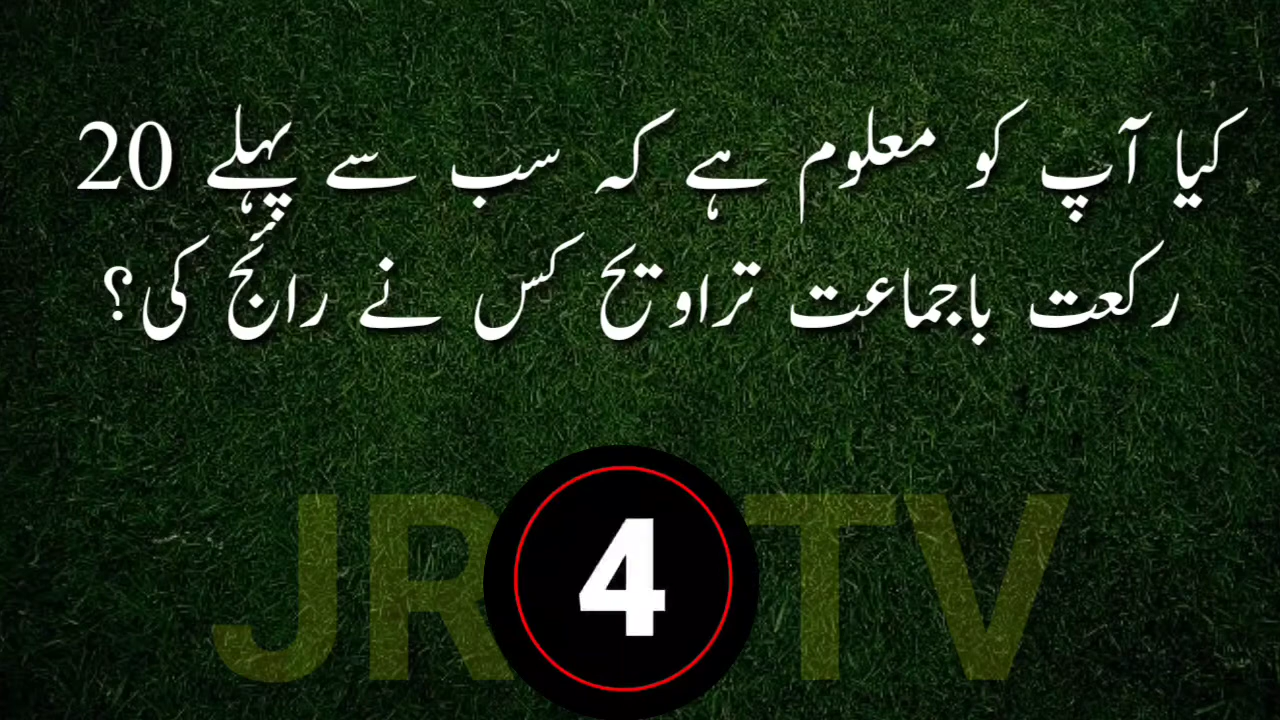 کیا آپ کو معلوم ہے کہ سب سے پہلے 20
رکعت باجماعت تراویح کس نے رائج کی؟
JR TV
4